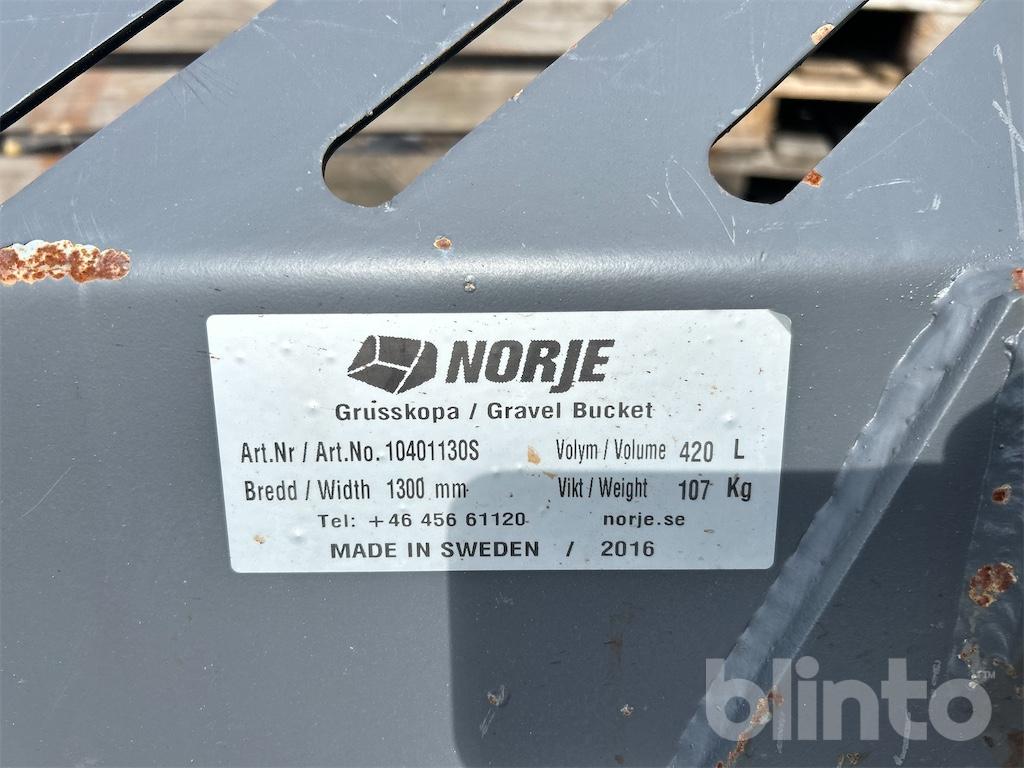 NORJE
Grusskopa / Gravel Bucket
Art.Nr / Art.No. 10401130S Volym / Volume 420 L
Bredd / Width 1300 mm Vikt / Weight 107 Kg
Tel: +46 456 61120 norje.se
MADE IN SWEDEN / 2016
blinto™